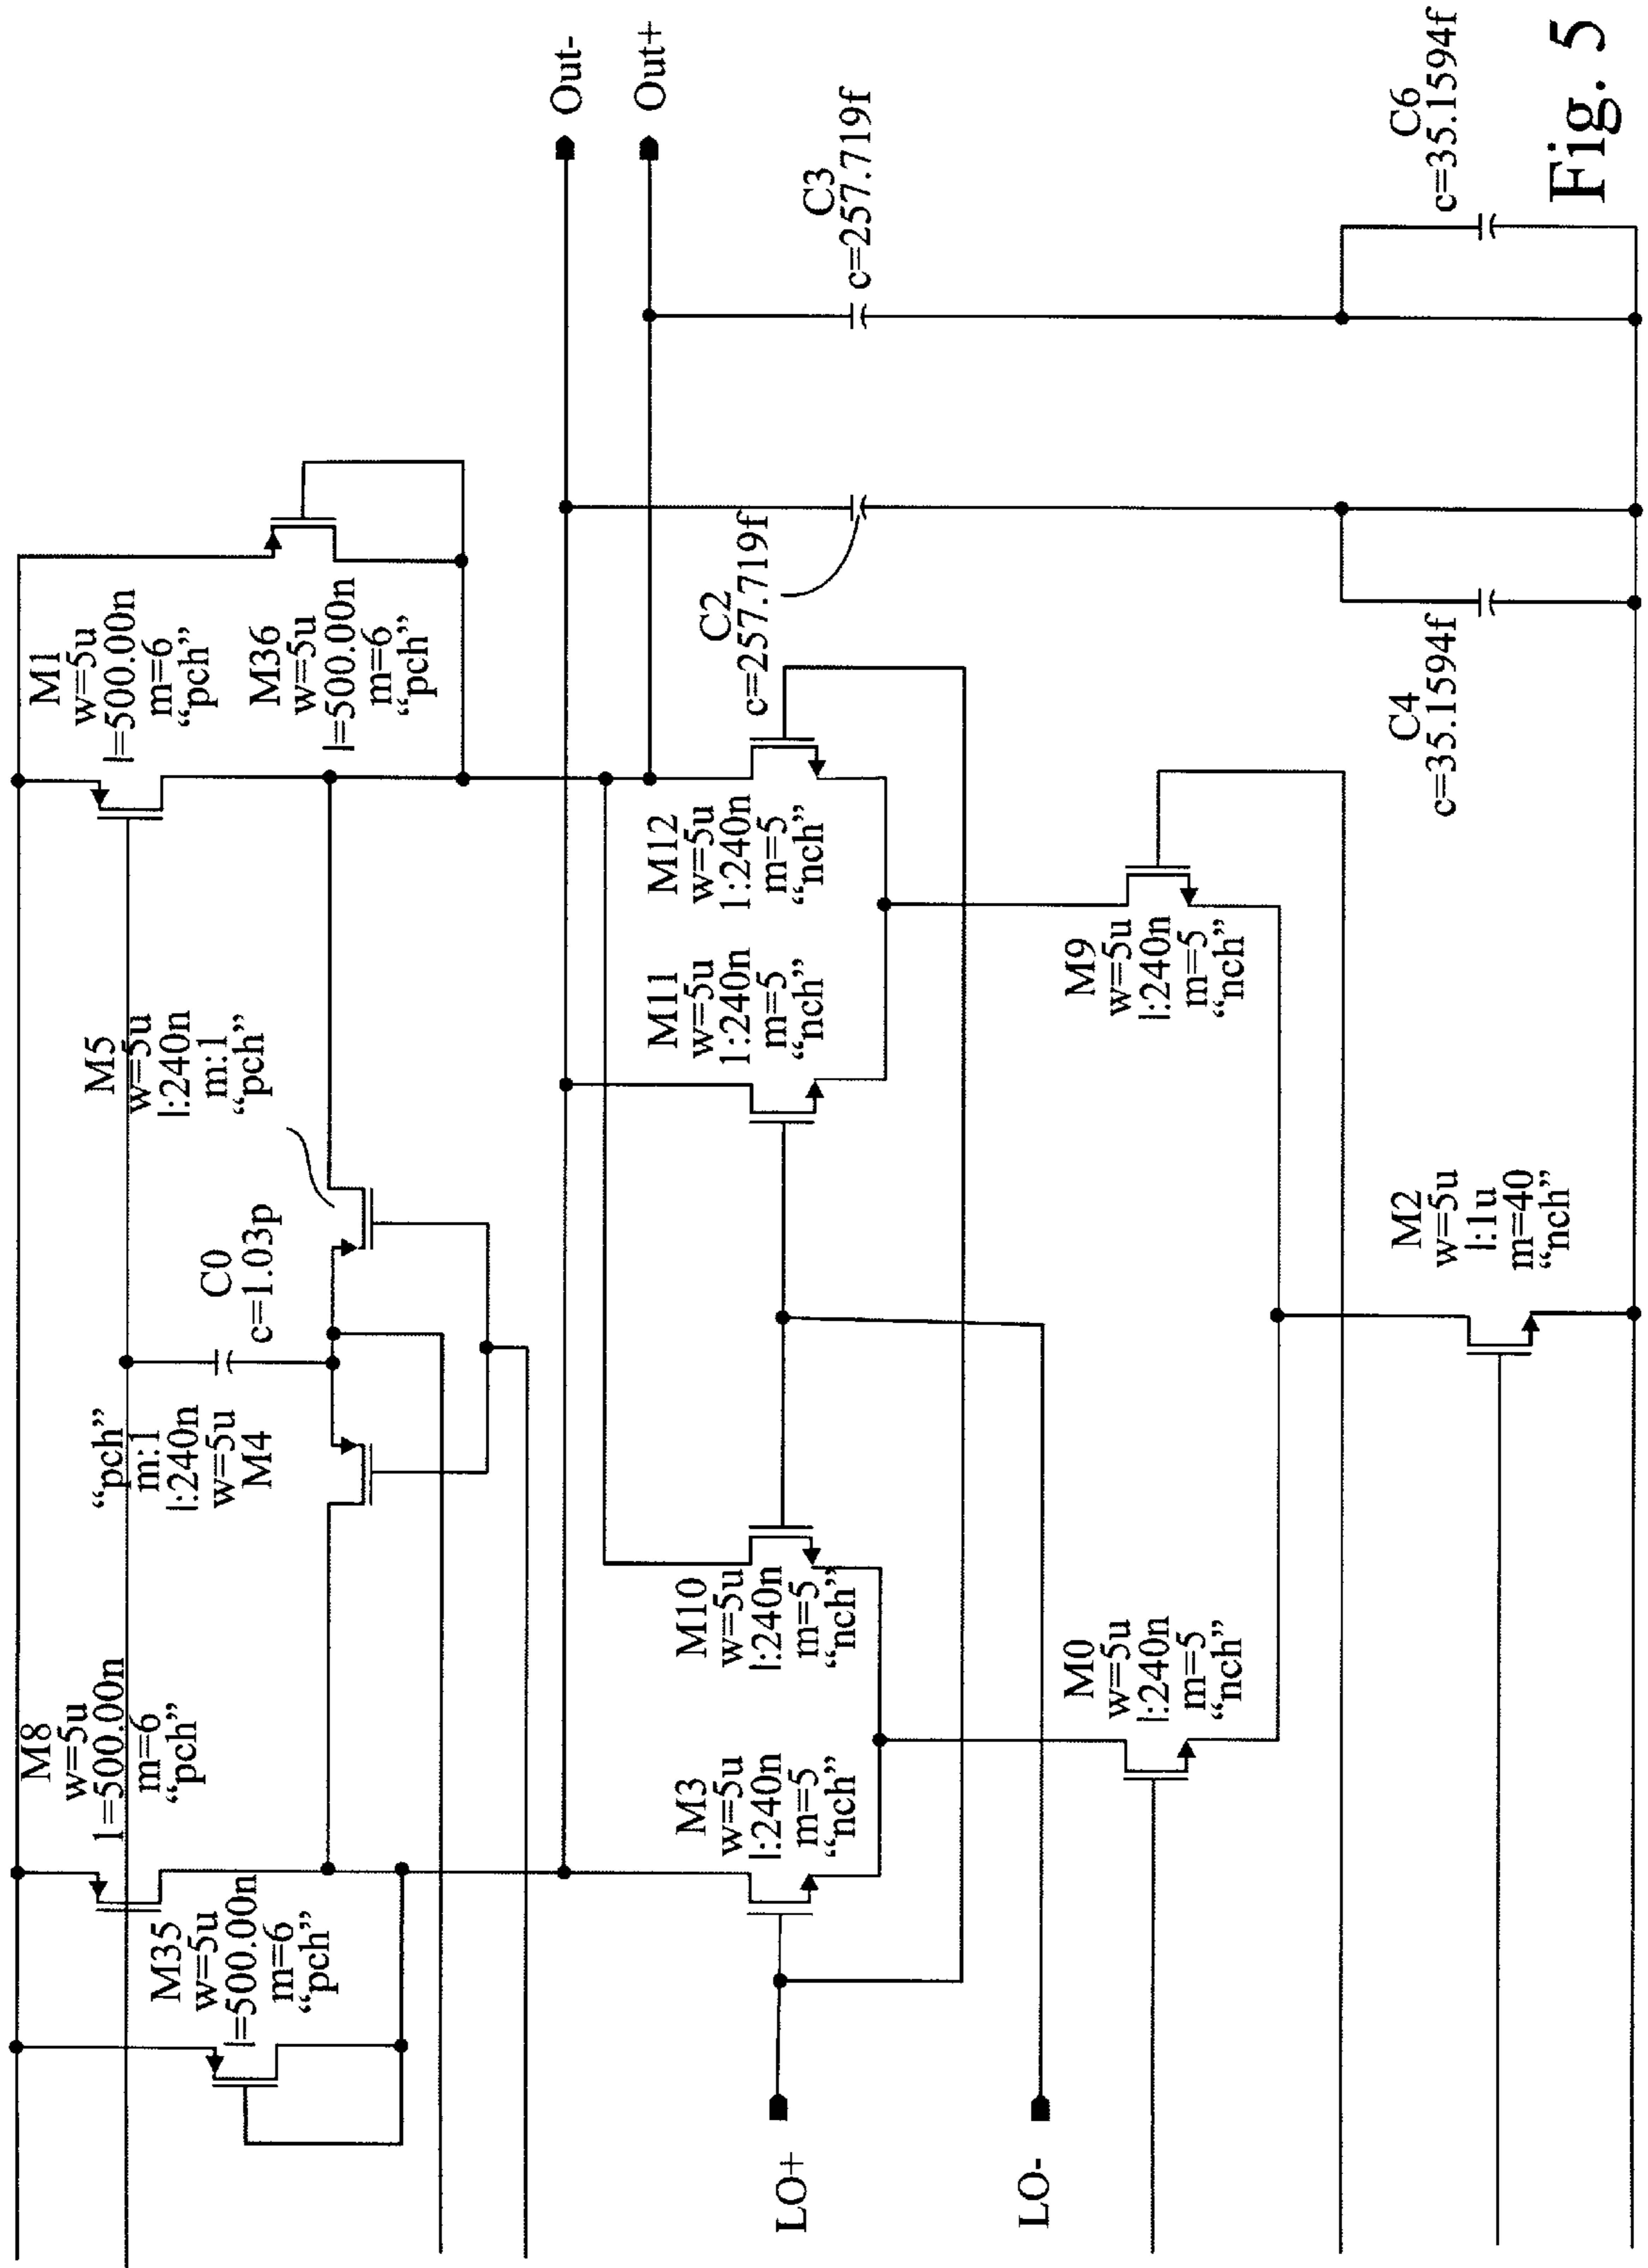 M8
w=5u
1=500.00n
m=6
"pch"
M35
w=5u
l=500.00n
m=6
"pch"
"pch"
m:1
l:240n
w=5u
M4
C0
c=1.03p
M5
w=5u
l:240n
m:1
"pch"
M1
w=5u
l=500.00n
m=6
"pch"
M36
w=5u
l=500.00n
m=6
"pch"
Out-
Out+
LO+
M3
w=5u
l:240n
m=5
"nch"
M10
w=5u
l:240n
m=5
"nch"
M11
w=5u
1:240n
m=5
"nch"
M12
w=5u
1:240n
m=5
"nch"
C2
c=257.719f
C3
c=257.719f
LO-
M0
w=5u
l:240n
m=5
"nch"
M9
w=5u
l:240n
m=5
"nch"
M2
w=5u
l:1u
m=40
"nch"
C4
c=35.1594f
C6
c=35.1594f
Fig. 5